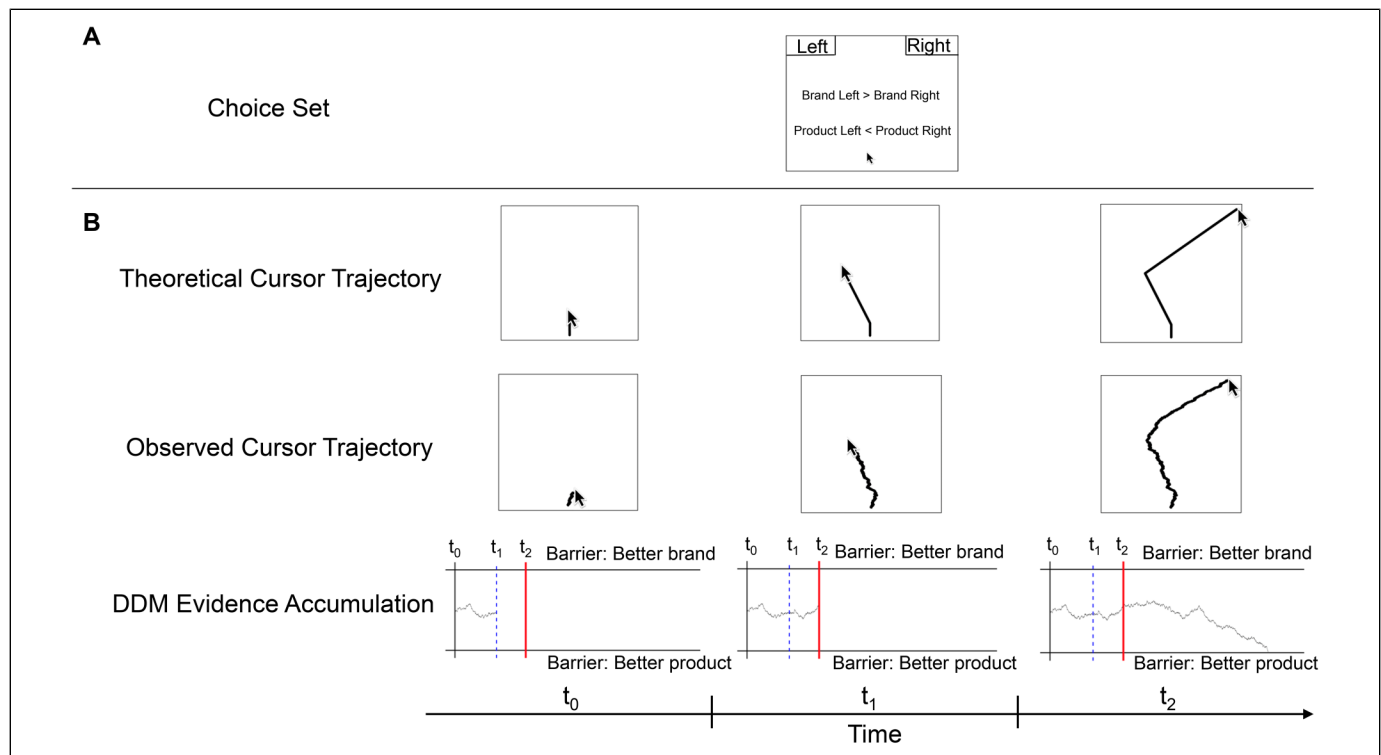 A
Left Right
Choice Set
Brand Left > Brand Right
Product Left < Product Right
B
Theoretical Cursor Trajectory
Observed Cursor Trajectory
DDM Evidence Accumulation
t₀ t₁ t₂ Barrier: Better brand
Barrier: Better product
t₀ t₁ t₂ Barrier: Better brand
Barrier: Better product
t₀ t₁ t₂ Barrier: Better brand
Barrier: Better product
t₀ t₁ t₂
Time